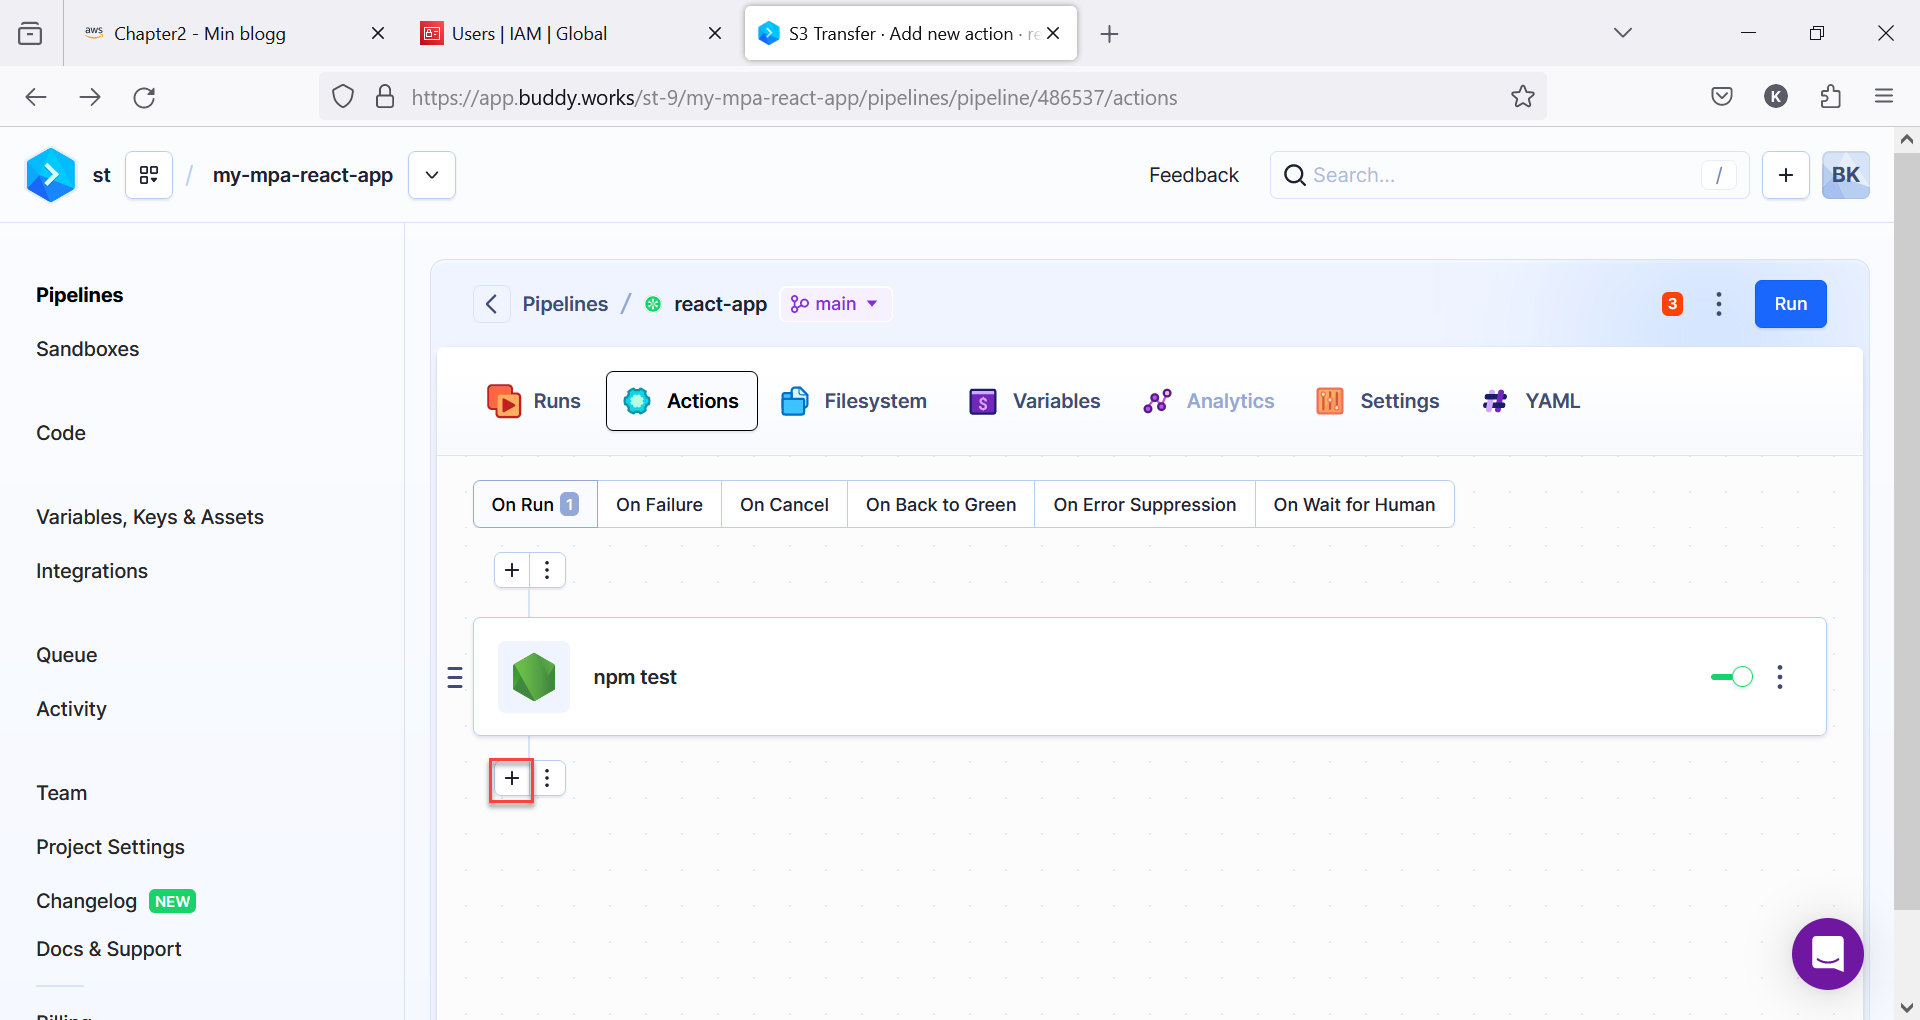 aws Chapter2 - Min blogg
Users | IAM | Global
S3 Transfer · Add new action · re
https://app.buddy.works/st-9/my-mpa-react-app/pipelines/pipeline/486537/actions
K
st / my-mpa-react-app
Feedback
Search... /
BK
Pipelines
Sandboxes
Code
Variables, Keys & Assets
Integrations
Queue
Activity
Team
Project Settings
Changelog NEW
Docs & Support
Billing
Pipelines / react-app main
3
Run
Runs
Actions
Filesystem
$ Variables
Analytics
Settings
YAML
On Run 1
On Failure
On Cancel
On Back to Green
On Error Suppression
On Wait for Human
npm test